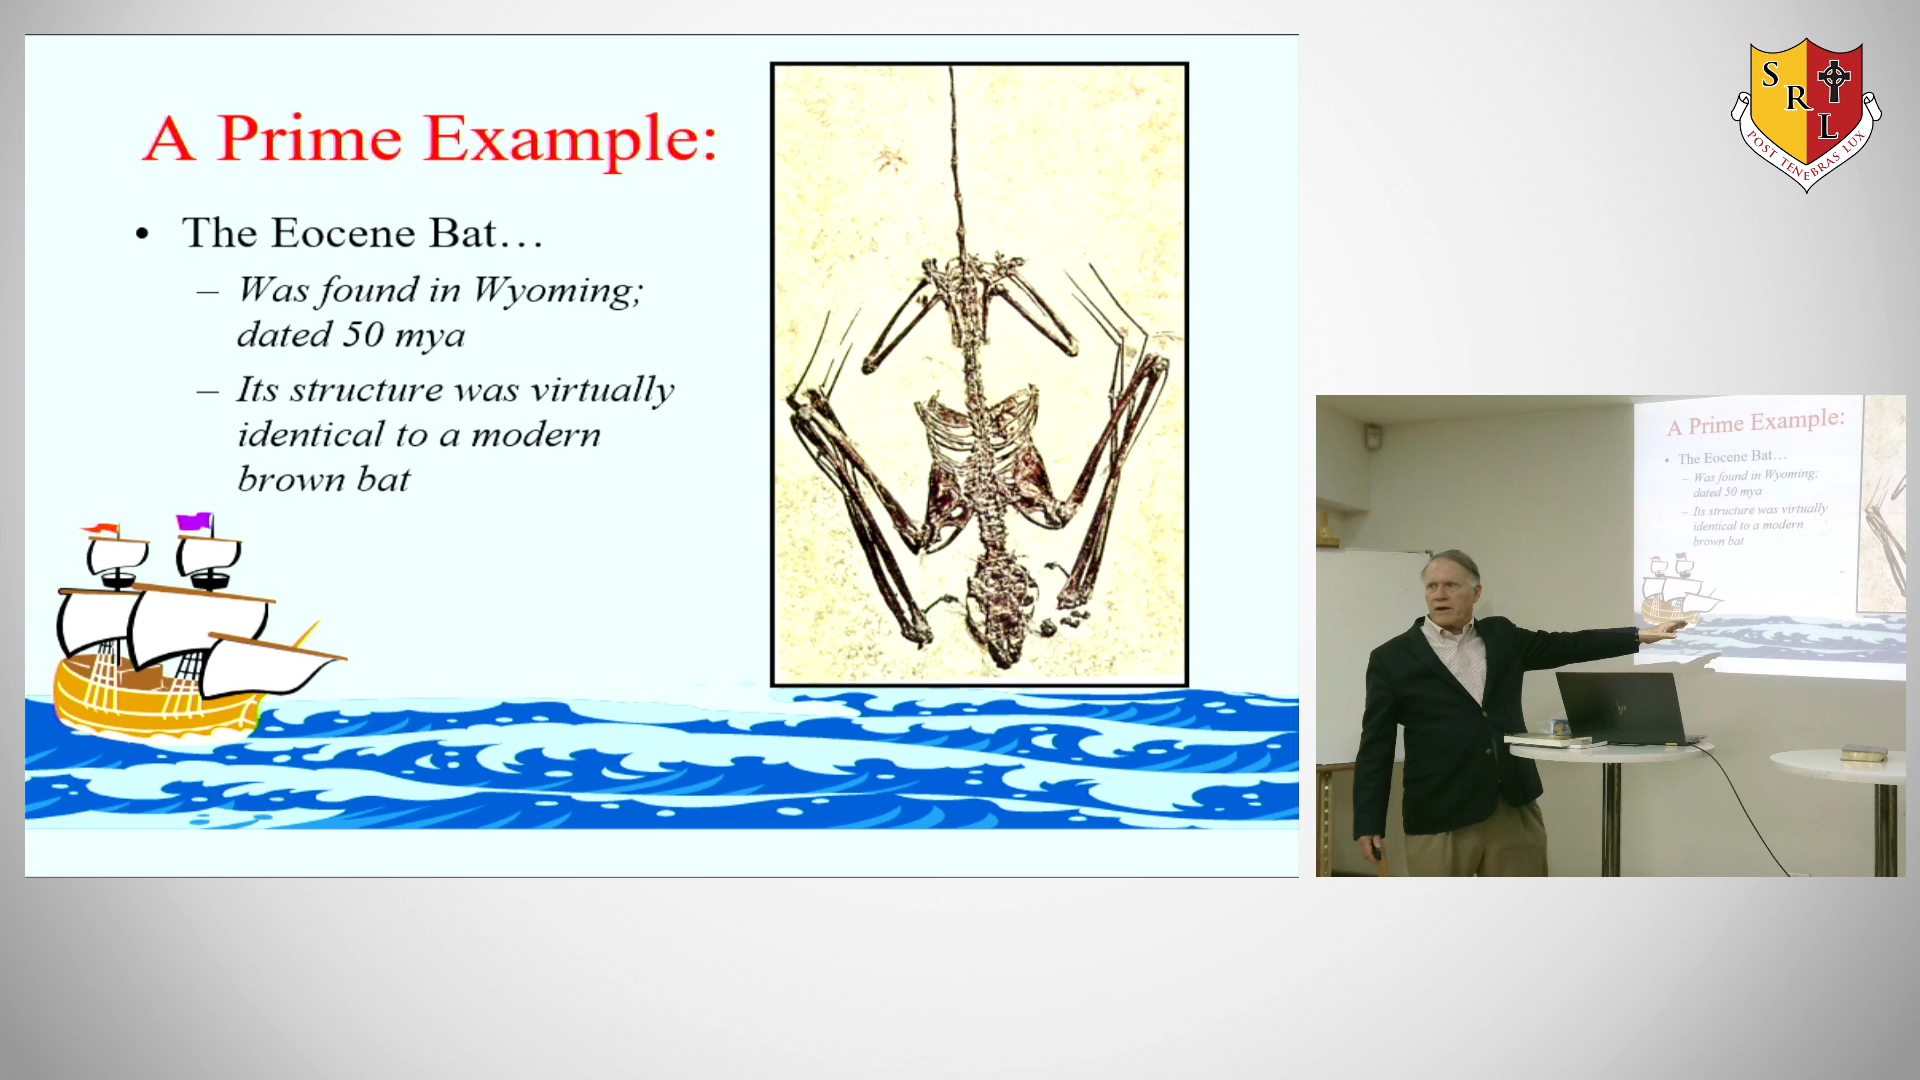 A Prime Example:
• The Eocene Bat…
– Was found in Wyoming;
dated 50 mya
– Its structure was virtually
identical to a modern
brown bat
S
R
L
POST TENEBRAS LUX
A Prime Example:
• The Eocene Bat…
– Was found in Wyoming;
dated 50 mya
– Its structure was virtually
identical to a modern
brown bat